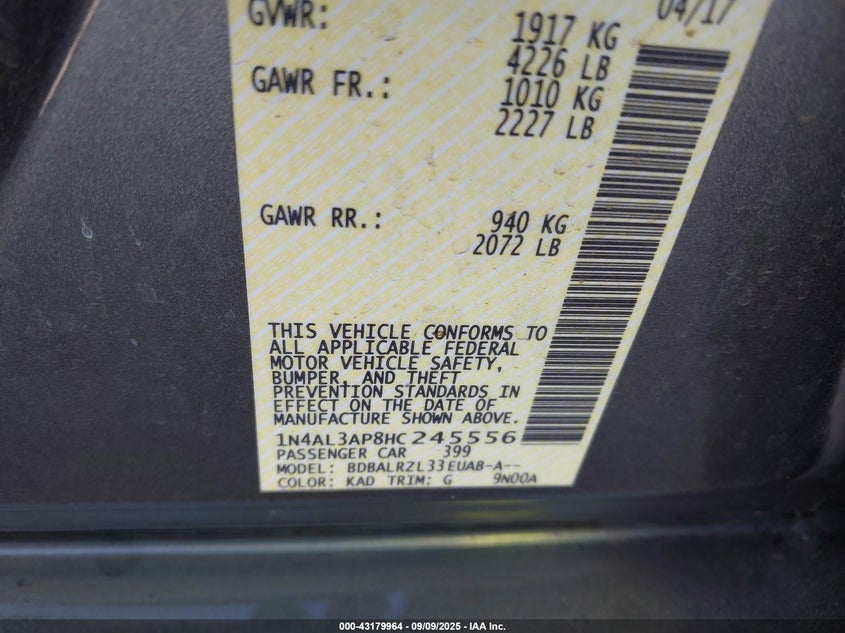 04/17
GVWR: 1917 KG
4226 LB
GAWR FR.: 1010 KG
2227 LB
GAWR RR.: 940 KG
2072 LB
THIS VEHICLE CONFORMS TO
ALL APPLICABLE FEDERAL
MOTOR VEHICLE SAFETY,
BUMPER, AND THEFT
PREVENTION STANDARDS IN
EFFECT ON THE DATE OF
MANUFACTURE SHOWN ABOVE.
1N4AL3AP8HC245556
PASSENGER CAR 399
MODEL: BDBALRZL33EUAB-A--
COLOR: KAD TRIM: G 9N00A
000-43179964 - 09/09/2025 - IAA Inc.